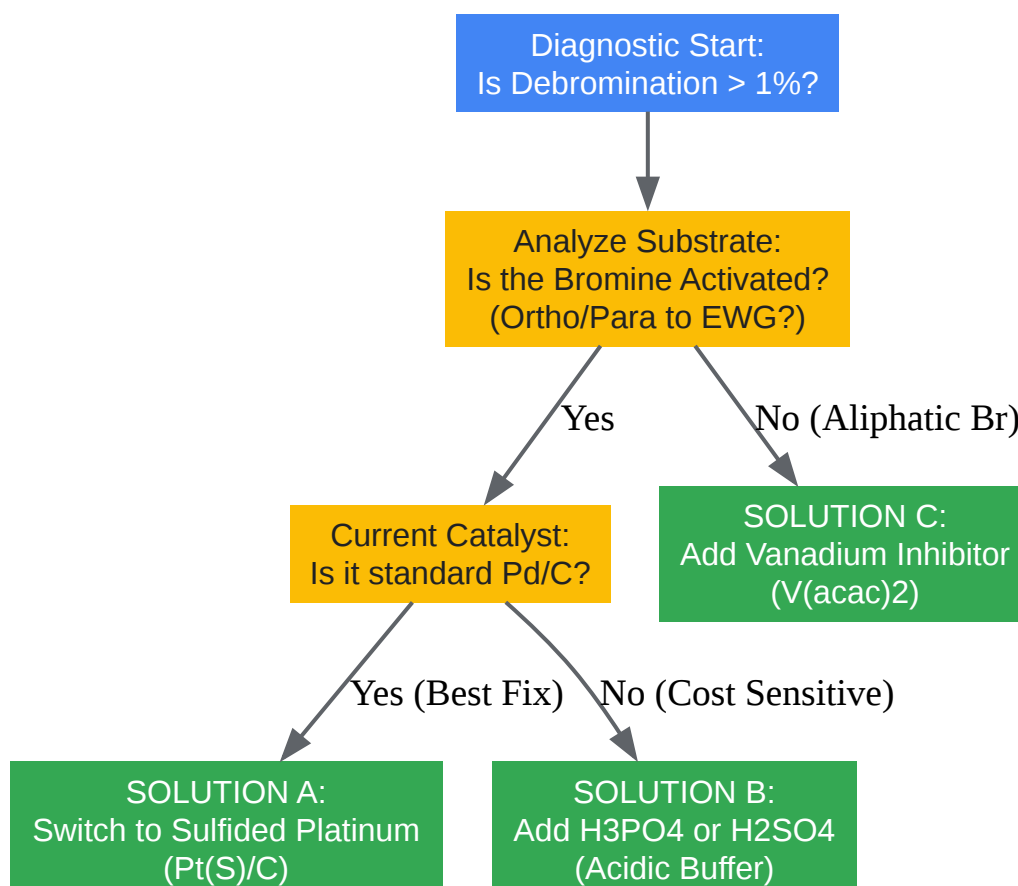 Diagnostic Start:
Is Debromination > 1%?
Analyze Substrate:
Is the Bromine Activated?
(Ortho/Para to EWG?)
Yes
No (Aliphatic Br)
Current Catalyst:
Is it standard Pd/C?
SOLUTION C:
Add Vanadium Inhibitor
(V(acac)2)
Yes (Best Fix)
No (Cost Sensitive)
SOLUTION A:
Switch to Sulfided Platinum
(Pt(S)/C)
SOLUTION B:
Add H3PO4 or H2SO4
(Acidic Buffer)